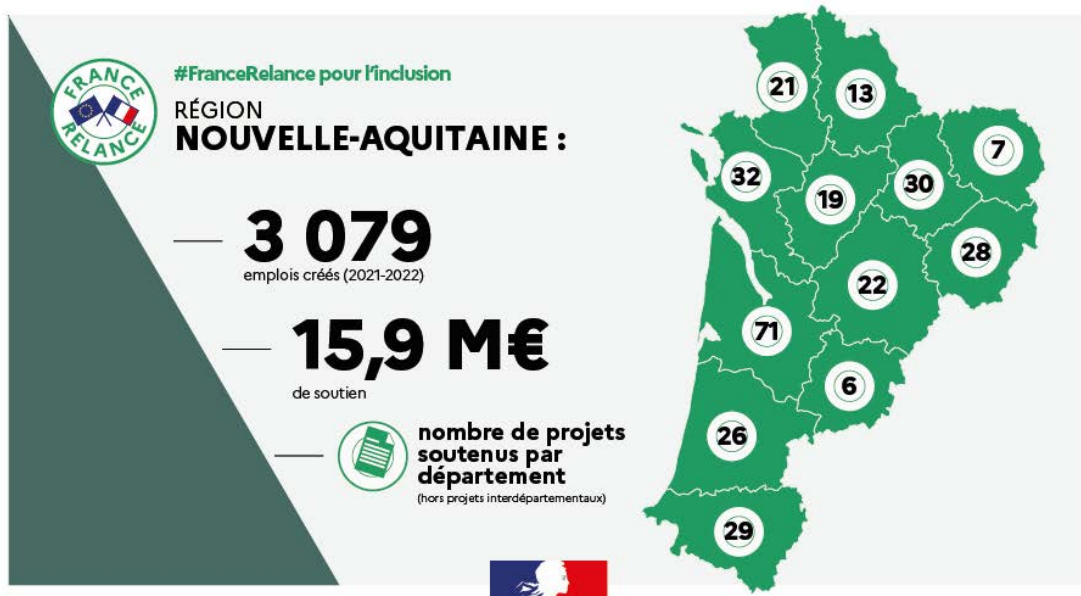 FRANCE
RELANCE
#FranceRelance pour l'inclusion
RÉGION
NOUVELLE-AQUITAINE :
3 079
emplois créés (2021-2022)
15,9 M€
de soutien
nombre de projets
soutenus par
département
(hors projets interdépartementaux)
21
13
7
32
19
30
28
22
71
6
26
29